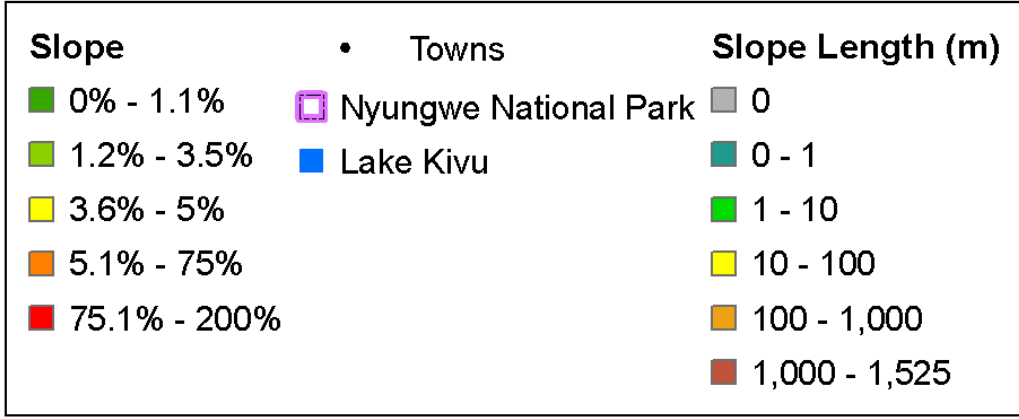 Slope
0% - 1.1%
1.2% - 3.5%
3.6% - 5%
5.1% - 75%
75.1% - 200%
Towns
Nyungwe National Park
Lake Kivu
Slope Length (m)
0
0 - 1
1 - 10
10 - 100
100 - 1,000
1,000 - 1,525